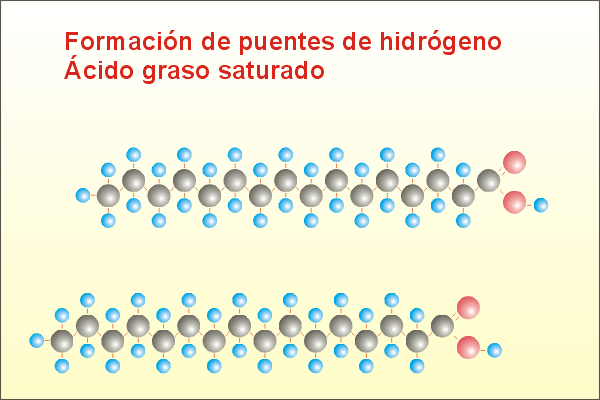 Formación de puentes de hidrógeno
Ácido graso saturado